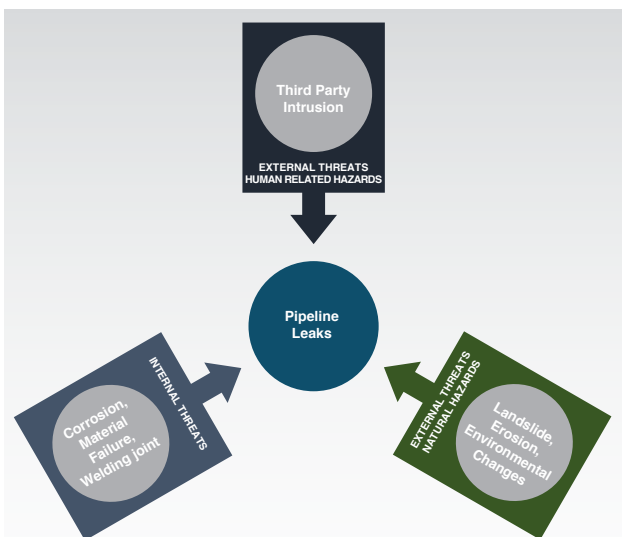 Third Party
Intrusion
EXTERNAL THREATS
HUMAN RELATED HAZARDS
Pipeline
Leaks
INTERNAL THREATS
Corrosion,
Material
Failure,
Welding joint
EXTERNAL THREATS
NATURAL HAZARDS
Landslide,
Erosion,
Environmental
Changes